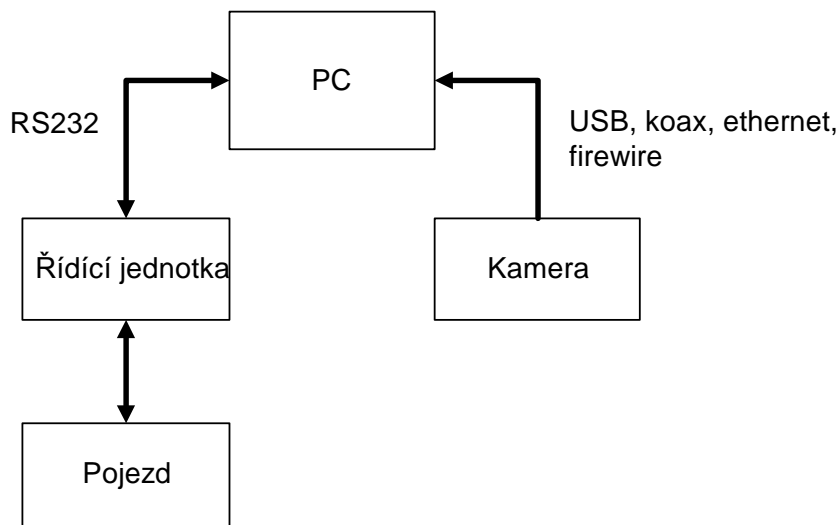 PC
RS232
USB, koax, ethernet,
firewire
Řídící jednotka
Kamera
Pojezd